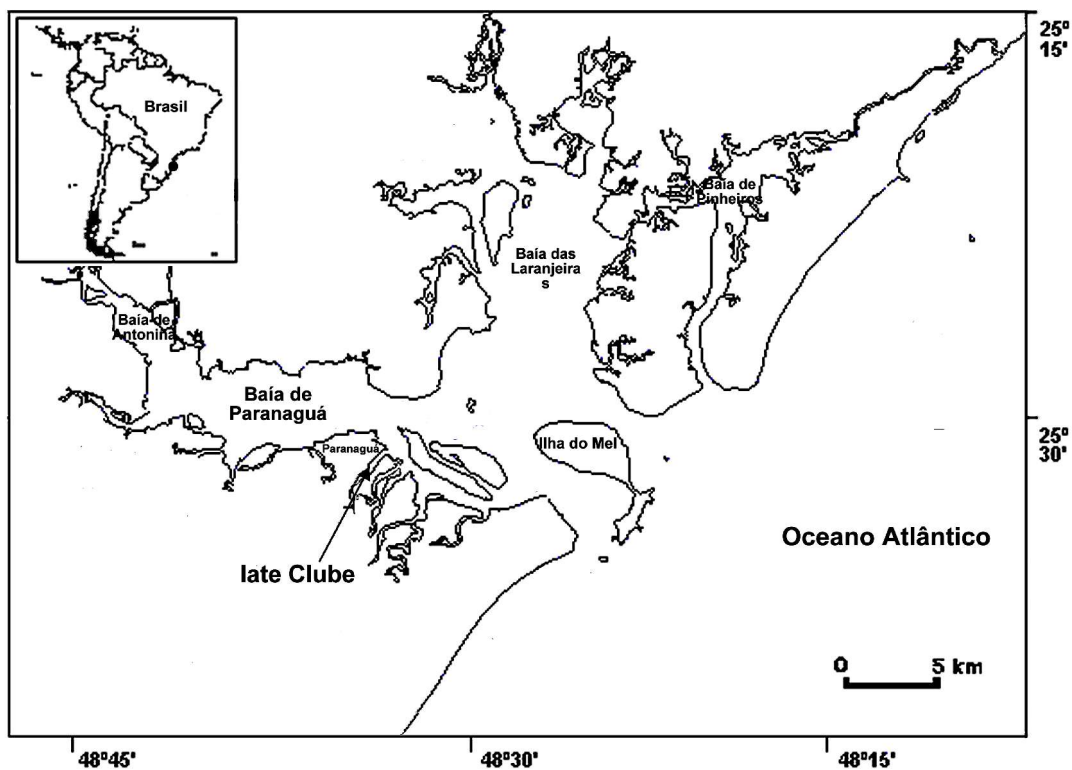 Brasil
25º
15'
Baía de
Pinheiros
Baía das
Laranjeira
s
Baía de
Antonina
Baía de
Paranaguá
25º
30'
Ilha do Mel
Paranaguá
Oceano Atlântico
Iate Clube
0 5 km
48º45'
48º30'
48º15'